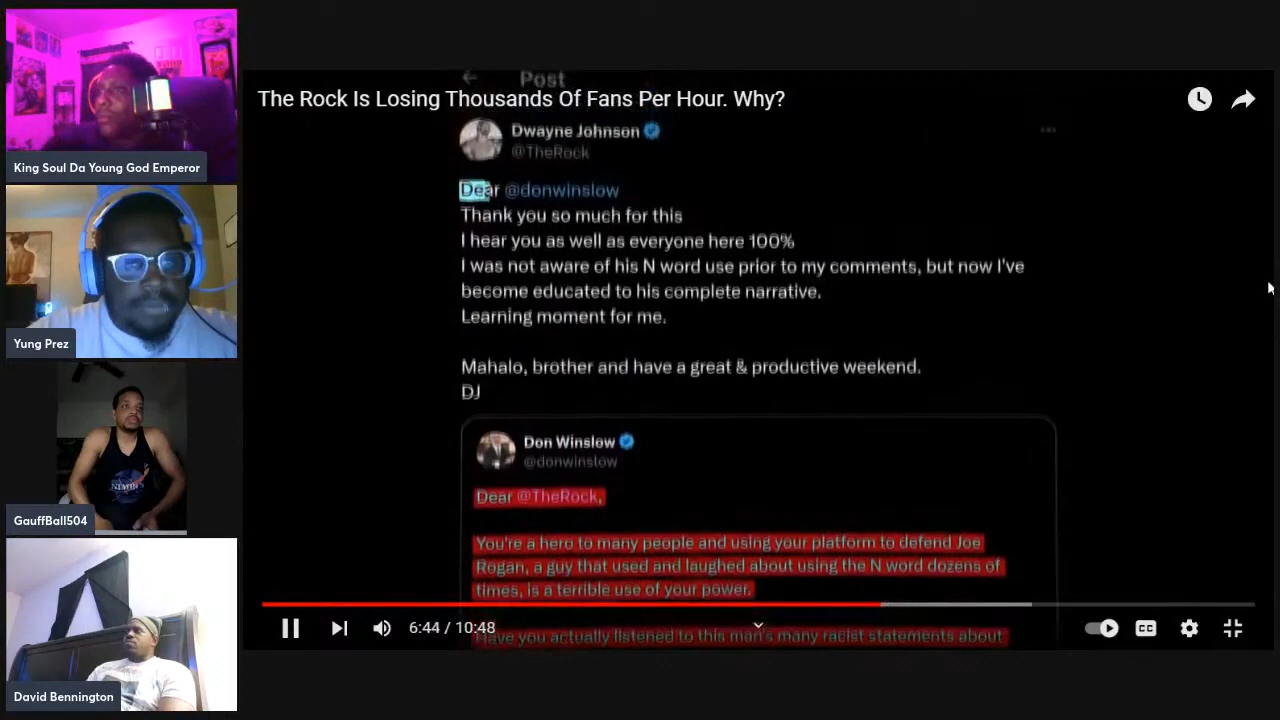 King Soul Da Young God Emperor
Yung Prez
GauffBall504
David Bennington
Post
The Rock Is Losing Thousands Of Fans Per Hour. Why?
Dwayne Johnson
@TheRock
Dear @donwinslow
Thank you so much for this
I hear you as well as everyone here 100%
I was not aware of his N word use prior to my comments, but now I've
become educated to his complete narrative.
Learning moment for me.
Mahalo, brother and have a great & productive weekend.
DJ
Don Winslow
@donwinslow
Dear @TheRock,
You're a hero to many people and using your platform to defend Joe
Rogan, a guy that used and laughed about using the N word dozens of
times, is a terrible use of your power.
Have you actually listened to this man's many racist statements about
6:44 / 10:48
CC